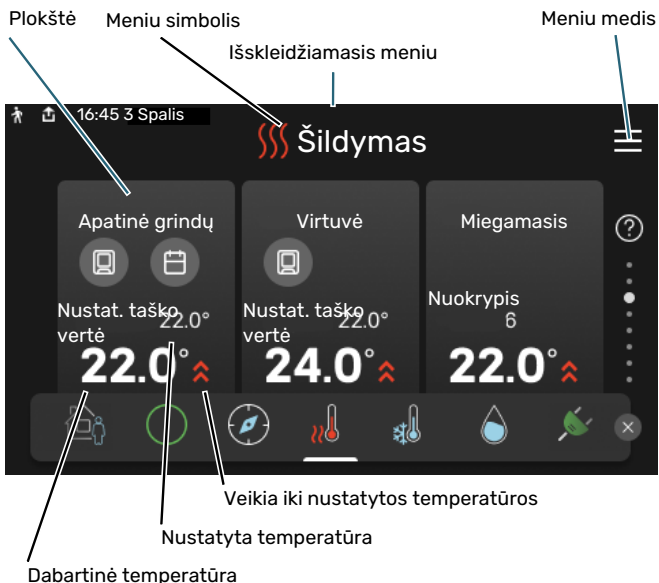 Plokštė
Meniu simbolis
Meniu medis
Išskleidžiamasis meniu
16:45 3 Spalis
Šildymas
Apatinė grindų
Virtuvė
Miegamasis
?
Nustat. taško
vertė
22.0°
Nustat. taško
vertė
22.0°
Nuokrypis
6
22.0°
24.0°
22.0°
Veikia iki nustatytos temperatūros
Nustatyta temperatūra
Dabartinė temperatūra